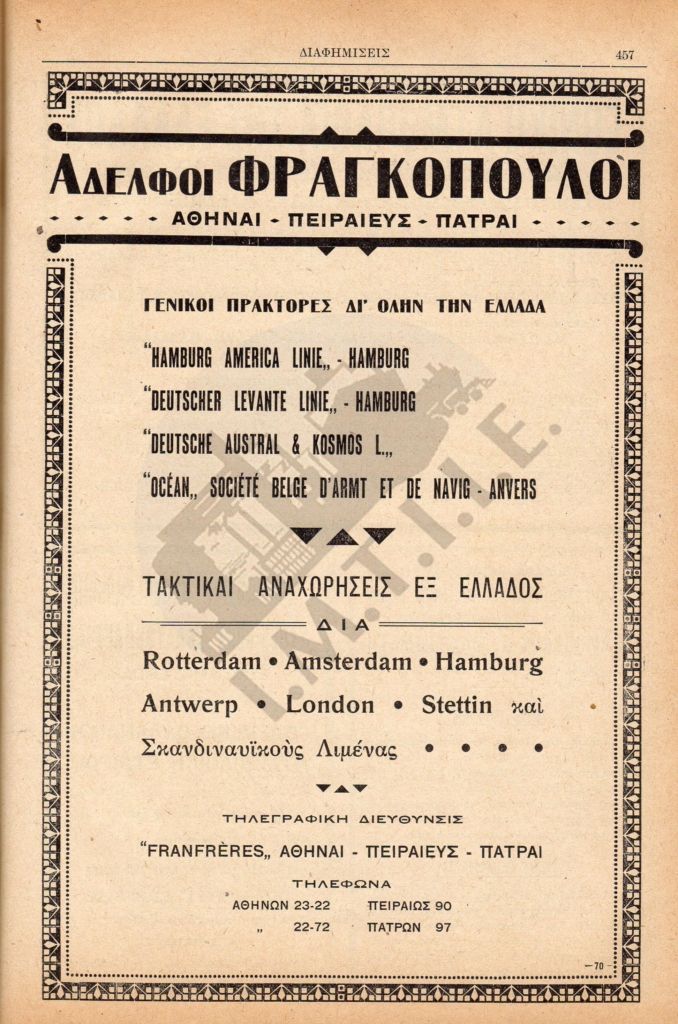 ΔΙΑΦΗΜΙΣΕΙΣ 457
ΑΔΕΛΦΟΙ ΦΡΑΓΚΟΠΟΥΛΟΙ
ΑΘΗΝΑΙ - ΠΕΙΡΑΙΕΥΣ - ΠΑΤΡΑΙ
ΓΕΝΙΚΟΙ ΠΡΑΚΤΟΡΕΣ ΔΙ' ΟΛΗΝ ΤΗΝ ΕΛΛΑΔΑ
“HAMBURG AMERICA LINIE„ - HAMBURG
“DEUTSCHER LEVANTE LINIE„ - HAMBURG
“DEUTSCHE AUSTRAL & KOSMOS L.„
“OCÉAN„ SOCIÉTÉ BELGE D'ARMT ET DE NAVIG - ANVERS
ΤΑΚΤΙΚΑΙ ΑΝΑΧΩΡΗΣΕΙΣ ΕΞ ΕΛΛΑΔΟΣ
ΔΙΑ
Rotterdam • Amsterdam • Hamburg
Antwerp • London • Stettin καὶ
Σκανδιναυϊκοὺς Λιμένας • • • •
ΤΗΛΕΓΡΑΦΙΚΗ ΔΙΕΥΘΥΝΣΙΣ
“FRANFRÈRES„ ΑΘΗΝΑΙ - ΠΕΙΡΑΙΕΥΣ - ΠΑΤΡΑΙ
ΤΗΛΕΦΩΝΑ
ΑΘΗΝΩΝ 23-22 ΠΕΙΡΑΙΩΣ 90
„ 22-72 ΠΑΤΡΩΝ 97
—70
I.M.T.I.I.E.